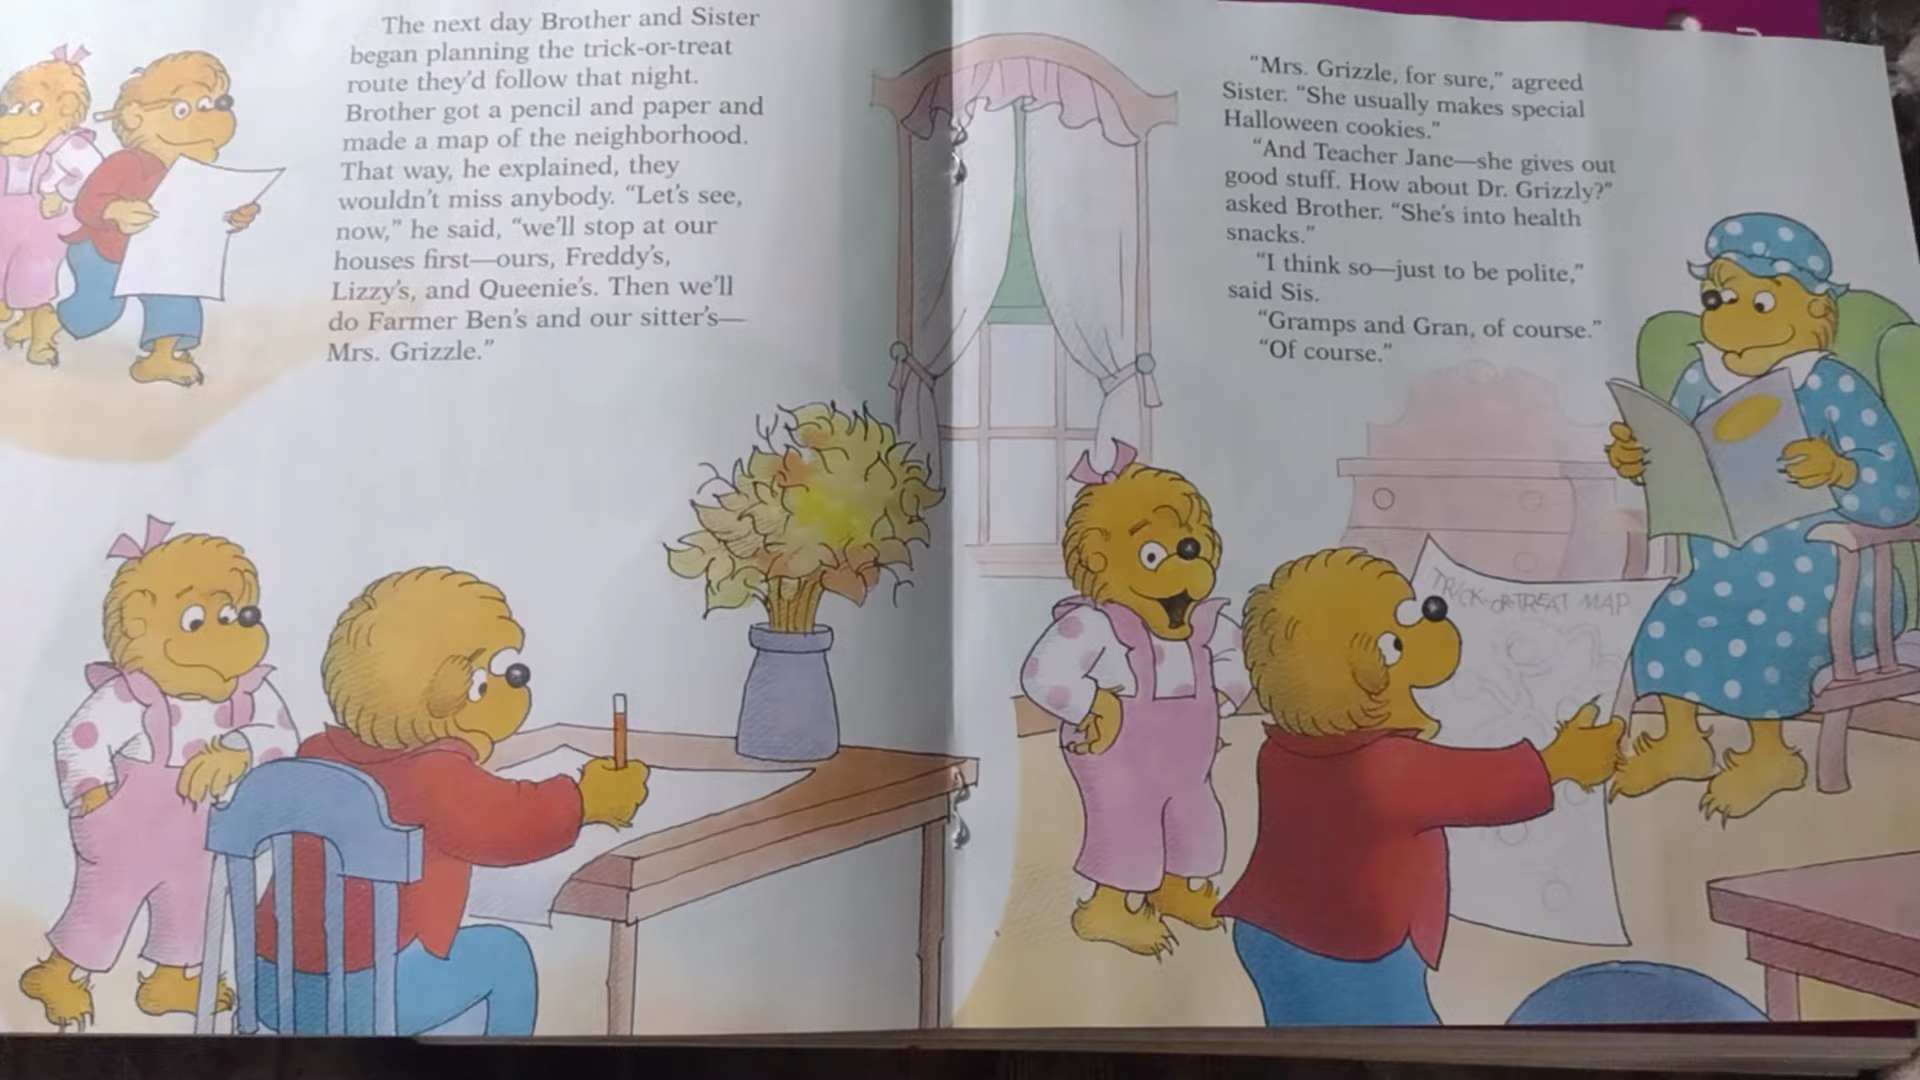 The next day Brother and Sister
began planning the trick-or-treat
route they'd follow that night.
Brother got a pencil and paper and
made a map of the neighborhood.
That way, he explained, they
wouldn't miss anybody. “Let's see,
now,” he said, “we'll stop at our
houses first—ours, Freddy's,
Lizzy's, and Queenie's. Then we'll
do Farmer Ben's and our sitter's—
Mrs. Grizzle.”
“Mrs. Grizzle, for sure,” agreed
Sister. “She usually makes special
Halloween cookies.”
“And Teacher Jane—she gives out
good stuff. How about Dr. Grizzly?”
asked Brother. “She's into health
snacks.”
“I think so—just to be polite,”
said Sis.
“Gramps and Gran, of course.”
“Of course.”
TRICK-OR-TREAT MAP